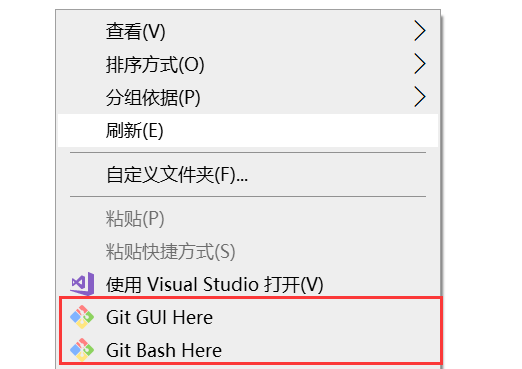 查看(V)
排序方式(O)
分组依据(P)
刷新(E)
自定义文件夹(F)...
粘贴(P)
粘贴快捷方式(S)
使用 Visual Studio 打开(V)
Git GUI Here
Git Bash Here